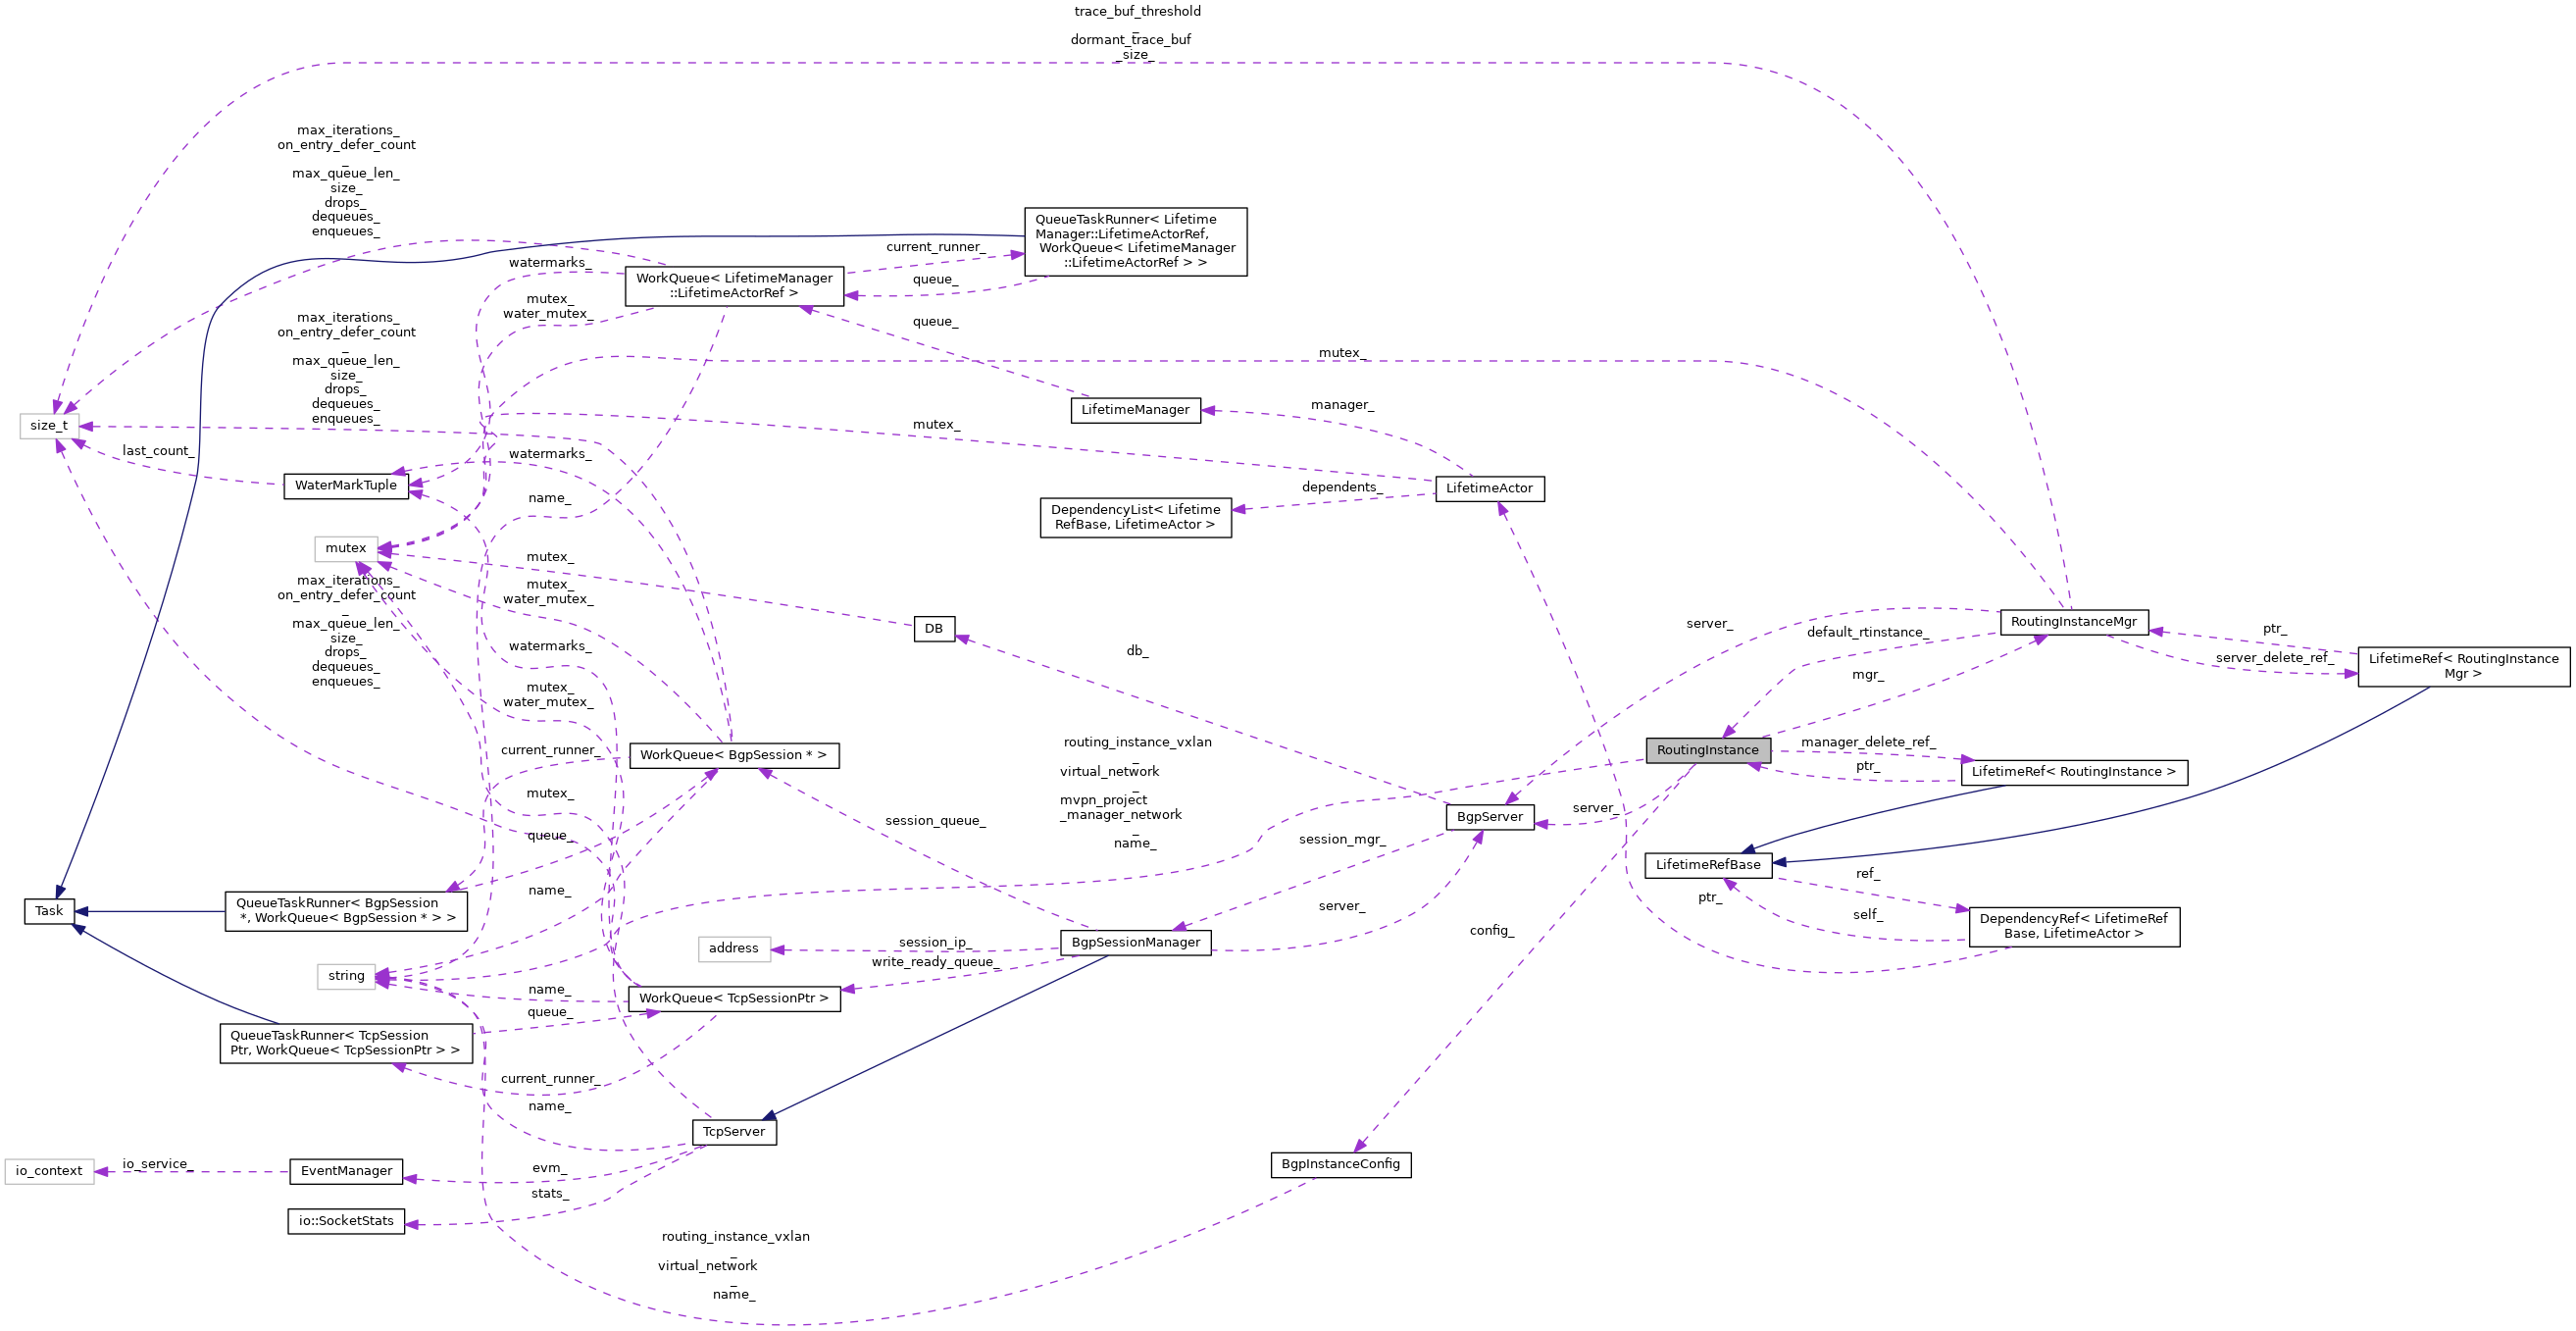 trace_buf_threshold
_
dormant_trace_buf
_size_
max_iterations_
on_entry_defer_count
_
max_queue_len_
size_
drops_
dequeues_
enqueues_
QueueTaskRunner< Lifetime
Manager::LifetimeActorRef,
WorkQueue< LifetimeManager
::LifetimeActorRef > >
current_runner_
watermarks_
WorkQueue< LifetimeManager
::LifetimeActorRef >
queue_
mutex_
water_mutex_
queue_
max_iterations_
on_entry_defer_count
_
max_queue_len_
size_
drops_
dequeues_
enqueues_
mutex_
LifetimeManager
manager_
size_t
mutex_
last_count_
watermarks_
WaterMarkTuple
LifetimeActor
dependents_
name_
DependencyList< Lifetime
RefBase, LifetimeActor >
mutex
mutex_
max_iterations_
on_entry_defer_count
_
max_queue_len_
size_
drops_
dequeues_
enqueues_
mutex_
water_mutex_
DB
db_
server_
RoutingInstanceMgr
default_rtinstance_
ptr_
server_delete_ref_
LifetimeRef< RoutingInstance
Mgr >
watermarks_
mgr_
mutex_
water_mutex_
current_runner_
WorkQueue< BgpSession * >
routing_instance_vxlan
_
virtual_network
_
mvpn_project
_manager_network
_
name_
RoutingInstance
manager_delete_ref_
ptr_
LifetimeRef< RoutingInstance >
mutex_
session_queue_
server_
BgpServer
queue_
session_mgr_
LifetimeRefBase
ref_
name_
ptr_
Task
QueueTaskRunner< BgpSession
*, WorkQueue< BgpSession * > >
server_
self_
DependencyRef< LifetimeRef
Base, LifetimeActor >
config_
address
session_ip_
BgpSessionManager
write_ready_queue_
string
name_
WorkQueue< TcpSessionPtr >
queue_
QueueTaskRunner< TcpSession
Ptr, WorkQueue< TcpSessionPtr > >
current_runner_
name_
TcpServer
io_context
io_service_
EventManager
evm_
BgpInstanceConfig
stats_
io::SocketStats
routing_instance_vxlan
_
virtual_network
_
name_